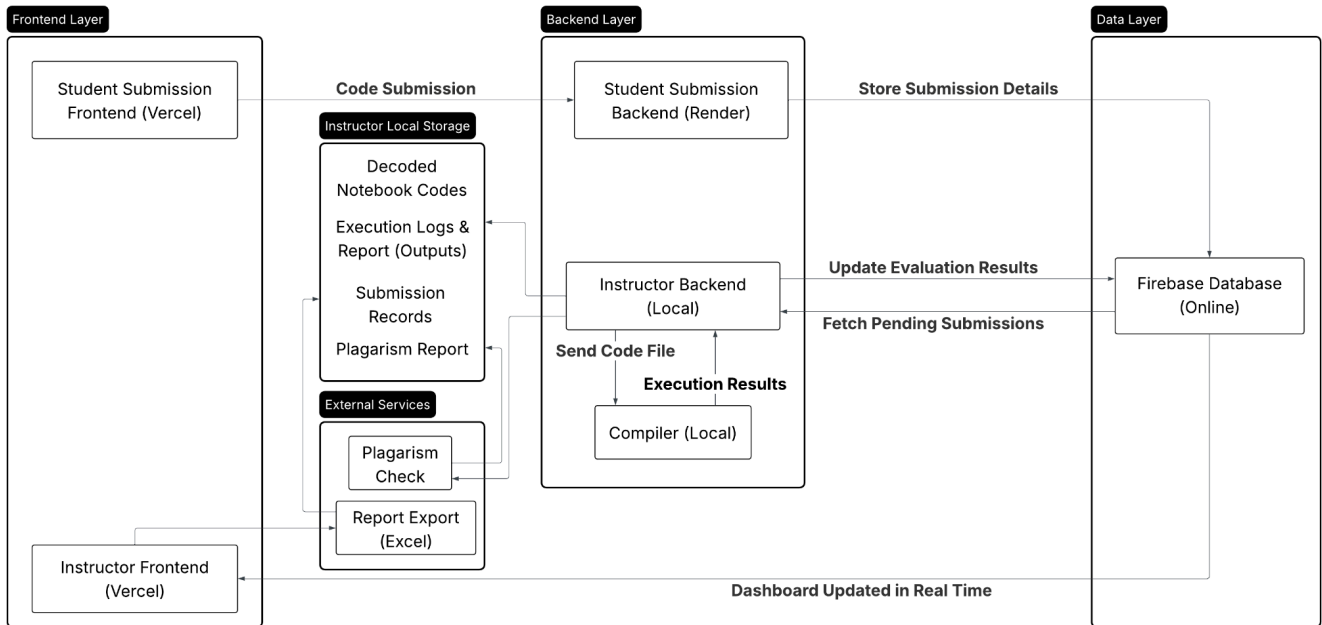 Frontend Layer
Backend Layer
Data Layer
Student Submission
Frontend (Vercel)
Code Submission
Student Submission
Backend (Render)
Store Submission Details
Instructor Local Storage
Decoded
Notebook Codes
Execution Logs &
Report (Outputs)
Submission
Records
Plagarism Report
Instructor Backend
(Local)
Update Evaluation Results
Fetch Pending Submissions
Firebase Database
(Online)
Send Code File
Execution Results
Compiler (Local)
External Services
Plagarism
Check
Report Export
(Excel)
Instructor Frontend
(Vercel)
Dashboard Updated in Real Time